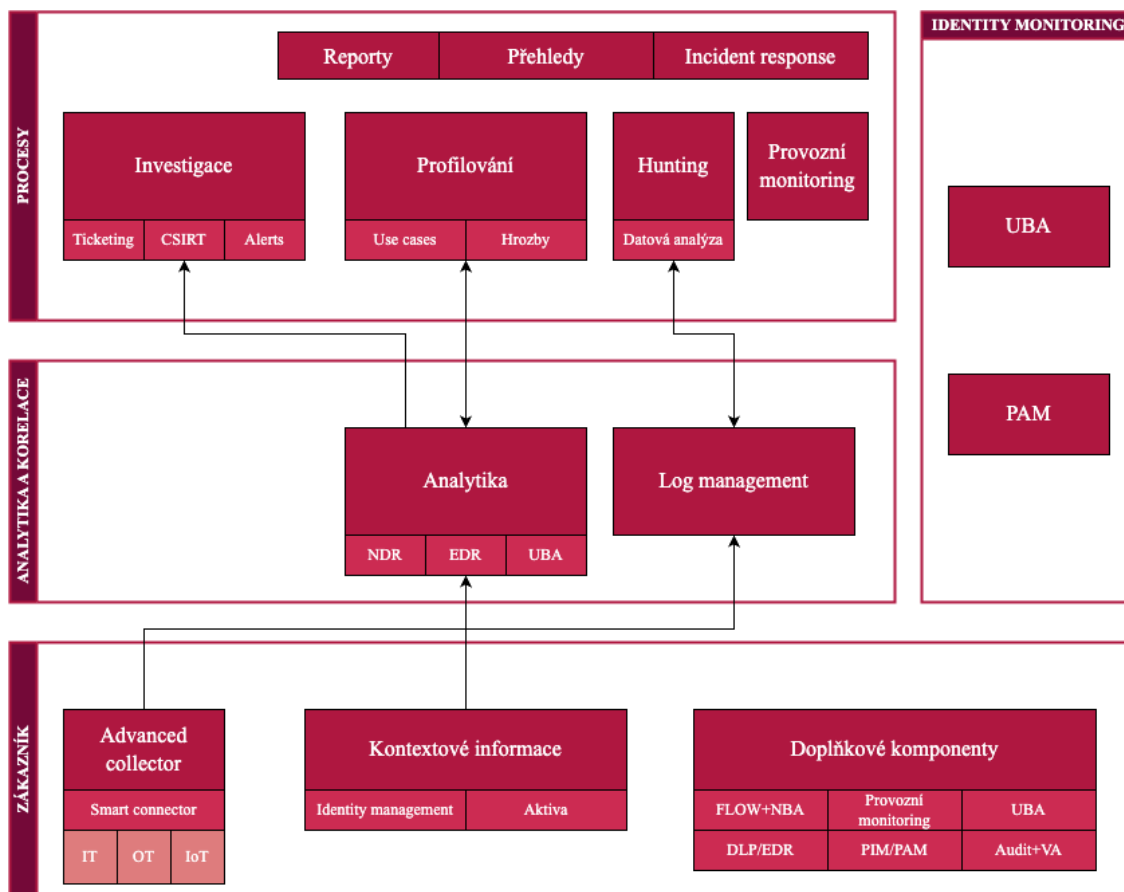 IDENTITY MONITORING
PROCESY
Reporty
Přehledy
Incident response
Investigace
Ticketing
CSIRT
Alerts
Profilování
Use cases
Hrozby
Hunting
Datová analýza
Provozní
monitoring
UBA
PAM
ANALYTIKA A KORELACE
Analytika
NDR
EDR
UBA
Log management
ZÁKAZNÍK
Advanced
collector
Smart connector
IT
OT
IoT
Kontextové informace
Identity management
Aktiva
Doplňkové komponenty
FLOW+NBA
Provozní
monitoring
UBA
DLP/EDR
PIM/PAM
Audit+VA